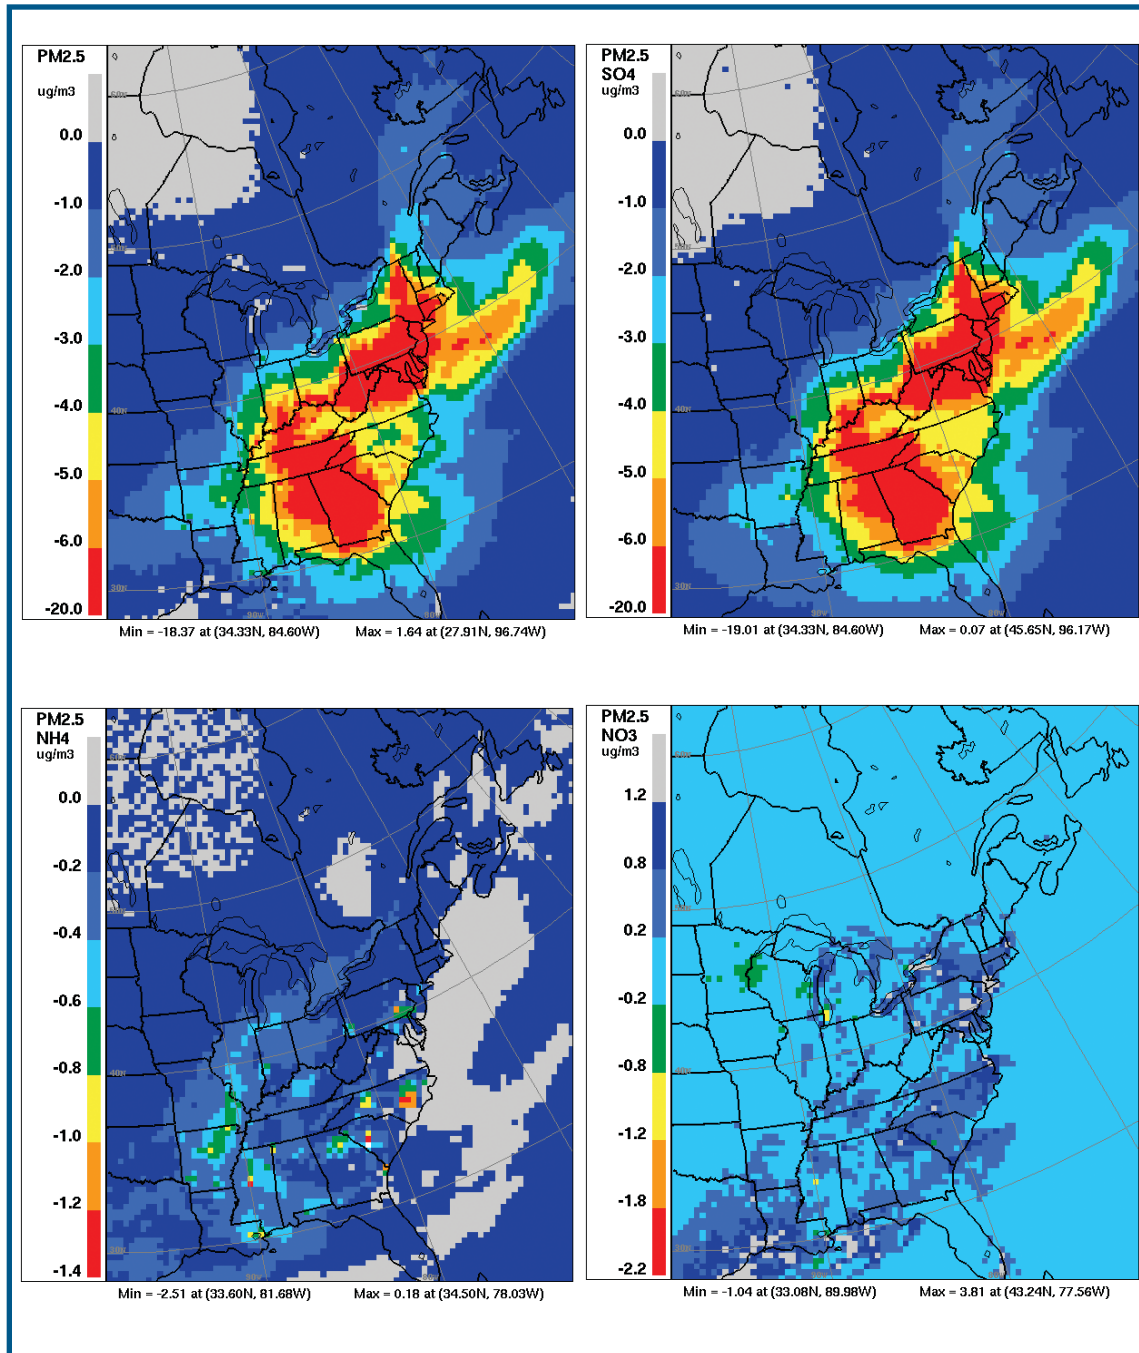 PM2.5
ug/m3
0.0
-1.0
-2.0
-3.0
-4.0
-5.0
-6.0
-20.0
Min = -18.37 at (34.33N, 84.60W) Max = 1.64 at (27.91N, 96.74W)
PM2.5
SO4
ug/m3
0.0
-1.0
-2.0
-3.0
-4.0
-5.0
-6.0
-20.0
Min = -19.01 at (34.33N, 84.60W) Max = 0.07 at (45.65N, 96.17W)
PM2.5
NH4
ug/m3
0.0
-0.2
-0.4
-0.6
-0.8
-1.0
-1.2
-1.4
Min = -2.51 at (33.60N, 81.68W) Max = 0.18 at (34.50N, 78.03W)
PM2.5
NO3
ug/m3
1.2
0.8
0.2
-0.2
-0.8
-1.2
-1.8
-2.2
Min = -1.04 at (33.08N, 89.98W) Max = 3.81 at (43.24N, 77.56W)